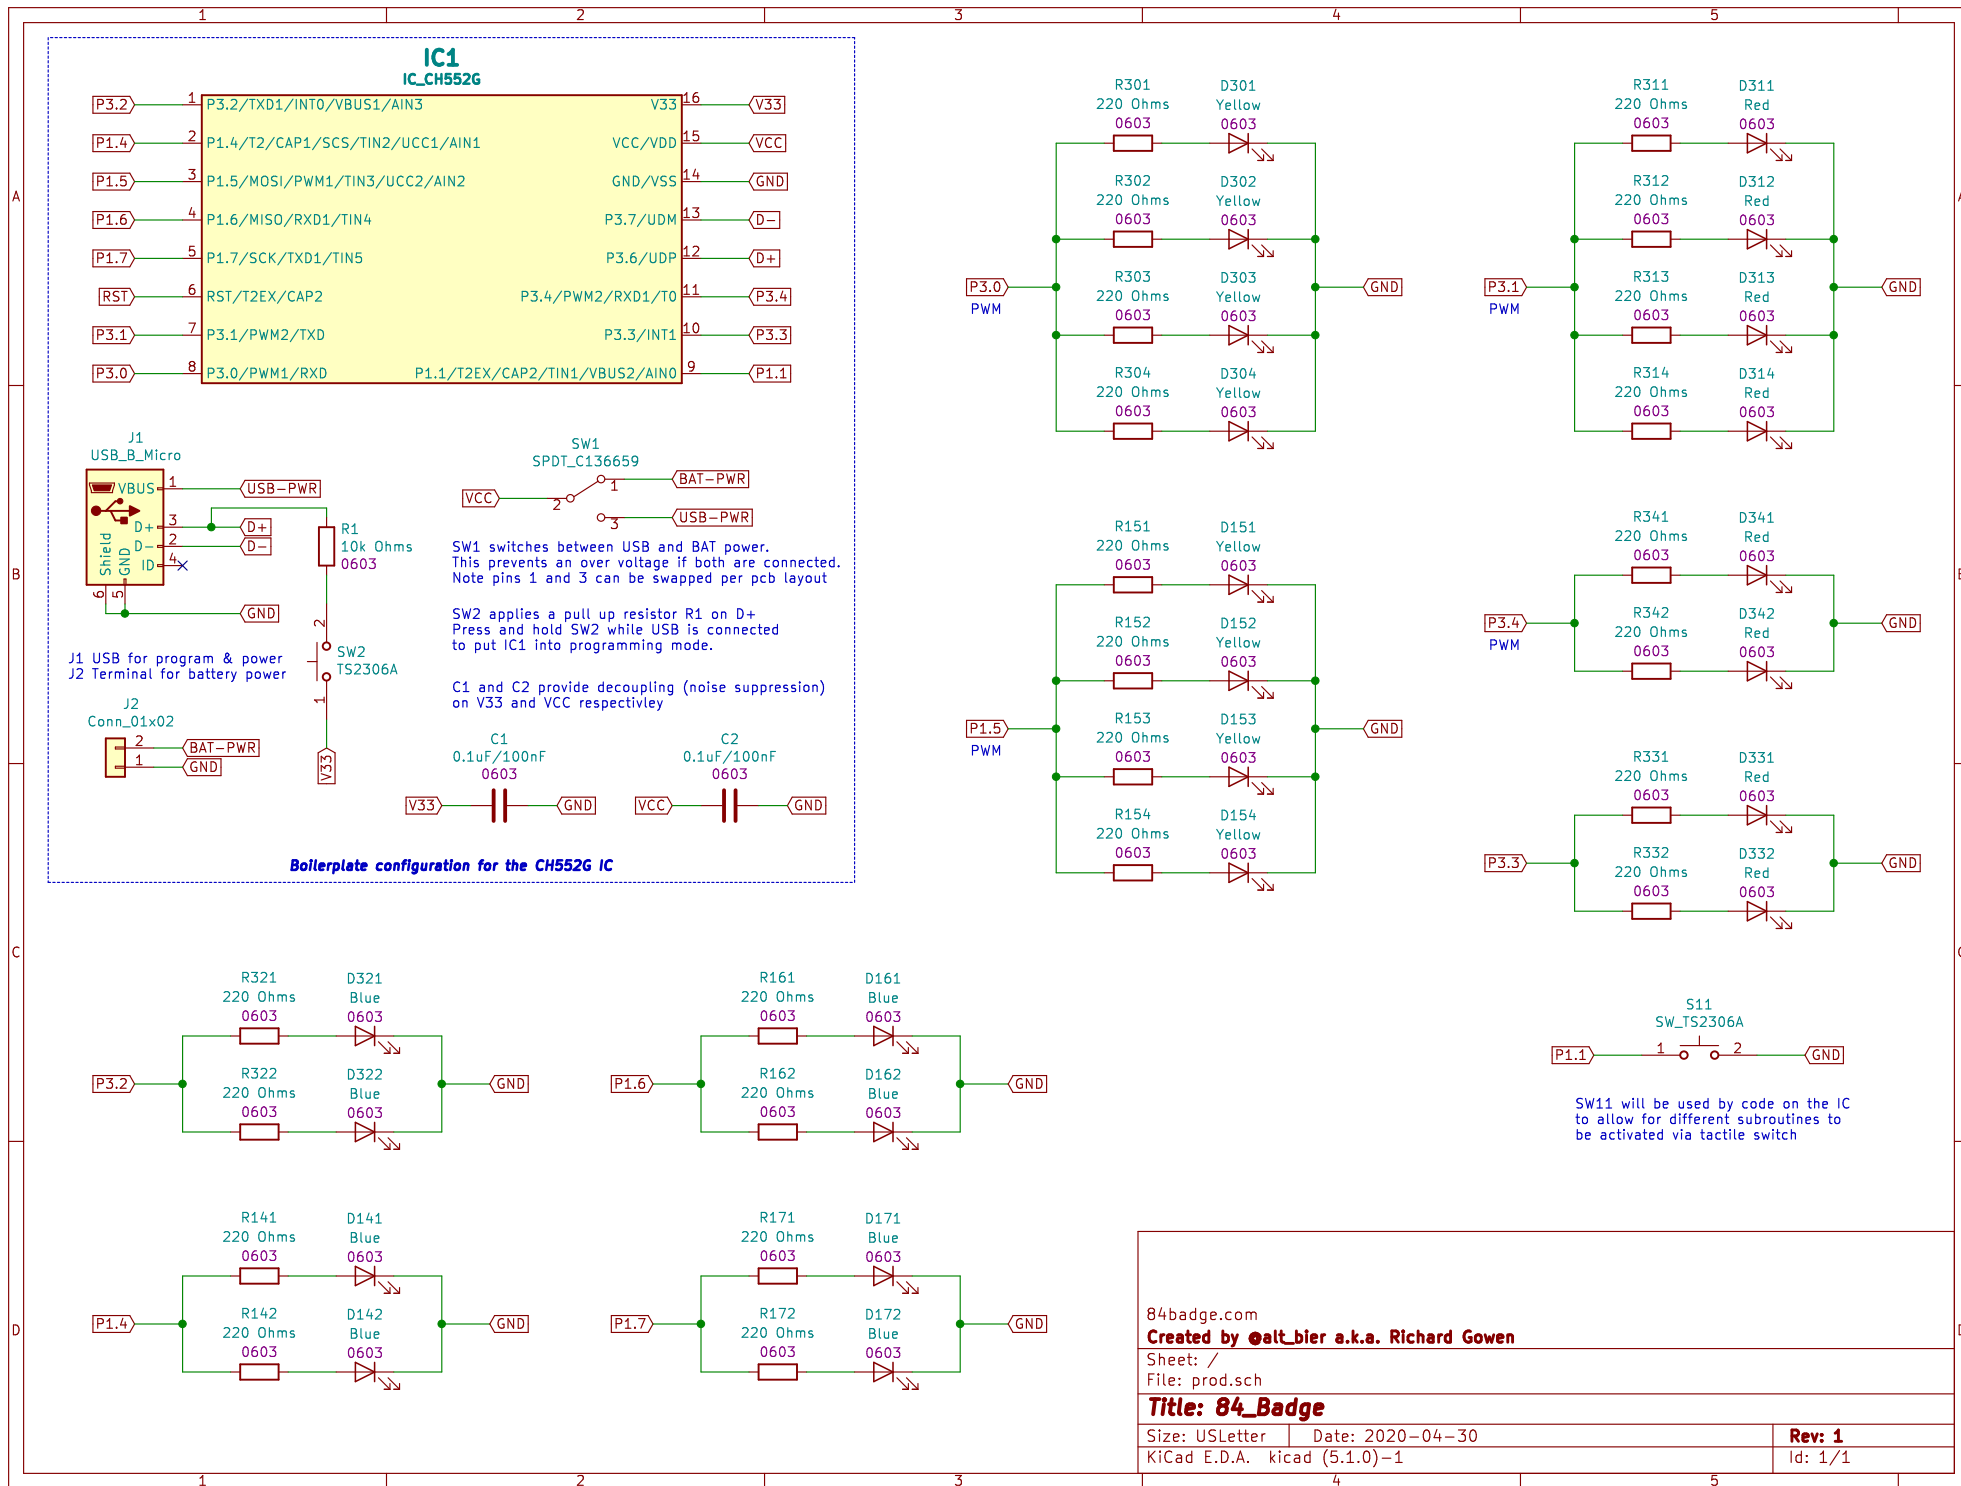 1 2 3 4 5
A
B
C
D
IC1
IC_CH552G
P3.2 1 P3.2/TXD1/INT0/VBUS1/AIN3 V33 16 V33
P1.4 2 P1.4/T2/CAP1/SCS/TIN2/UCC1/AIN1 VCC/VDD 15 VCC
P1.5 3 P1.5/MOSI/PWM1/TIN3/UCC2/AIN2 GND/VSS 14 GND
P1.6 4 P1.6/MISO/RXD1/TIN4 P3.7/UDM 13 D-
P1.7 5 P1.7/SCK/TXD1/TIN5 P3.6/UDP 12 D+
RST 6 RST/T2EX/CAP2 P3.4/PWM2/RXD1/T0 11 P3.4
P3.1 7 P3.1/PWM2/TXD P3.3/INT1 10 P3.3
P3.0 8 P3.0/PWM1/RXD P1.1/T2EX/CAP2/TIN1/VBUS2/AIN0 9 P1.1
J1
USB_B_Micro
VBUS 1 USB-PWR
D+ 3 D+
D- 2 D-
ID 4
Shield GND
6 5 GND
R1
10k Ohms
0603
2
SW2
TS2306A
1
V33
J1 USB for program & power
J2 Terminal for battery power
J2
Conn_01x02
2 BAT-PWR
1 GND
SW1
SPDT_C136659
VCC 2 1 BAT-PWR
3 USB-PWR
SW1 switches between USB and BAT power.
This prevents an over voltage if both are connected.
Note pins 1 and 3 can be swapped per pcb layout
SW2 applies a pull up resistor R1 on D+
Press and hold SW2 while USB is connected
to put IC1 into programming mode.
C1 and C2 provide decoupling (noise suppression)
on V33 and VCC respectivley
C1
0.1uF/100nF
0603
V33 GND
C2
0.1uF/100nF
0603
VCC GND
Boilerplate configuration for the CH552G IC
R301 D301
220 Ohms Yellow
0603 0603
R302 D302
220 Ohms Yellow
0603 0603
R303 D303
220 Ohms Yellow
0603 0603
P3.0 GND
PWM
R304 D304
220 Ohms Yellow
0603 0603
R311 D311
220 Ohms Red
0603 0603
R312 D312
220 Ohms Red
0603 0603
R313 D313
220 Ohms Red
0603 0603
P3.1 GND
PWM
R314 D314
220 Ohms Red
0603 0603
R151 D151
220 Ohms Yellow
0603 0603
R152 D152
220 Ohms Yellow
0603 0603
R153 D153
220 Ohms Yellow
0603 0603
P1.5 GND
PWM
R154 D154
220 Ohms Yellow
0603 0603
R341 D341
220 Ohms Red
0603 0603
R342 D342
220 Ohms Red
0603 0603
P3.4 GND
PWM
R331 D331
220 Ohms Red
0603 0603
R332 D332
220 Ohms Red
0603 0603
P3.3 GND
R321 D321
220 Ohms Blue
0603 0603
R322 D322
220 Ohms Blue
0603 0603
P3.2 GND
R161 D161
220 Ohms Blue
0603 0603
R162 D162
220 Ohms Blue
0603 0603
P1.6 GND
S11
SW_TS2306A
P1.1 1 2 GND
SW11 will be used by code on the IC
to allow for different subroutines to
be activated via tactile switch
R141 D141
220 Ohms Blue
0603 0603
R142 D142
220 Ohms Blue
0603 0603
P1.4 GND
R171 D171
220 Ohms Blue
0603 0603
R172 D172
220 Ohms Blue
0603 0603
P1.7 GND
84badge.com
Created by @alt_bier a.k.a. Richard Gowen
Sheet: /
File: prod.sch
Title: 84_Badge
Size: USLetter Date: 2020-04-30 Rev: 1
KiCad E.D.A. kicad (5.1.0)-1 Id: 1/1
1 2 3 4 5